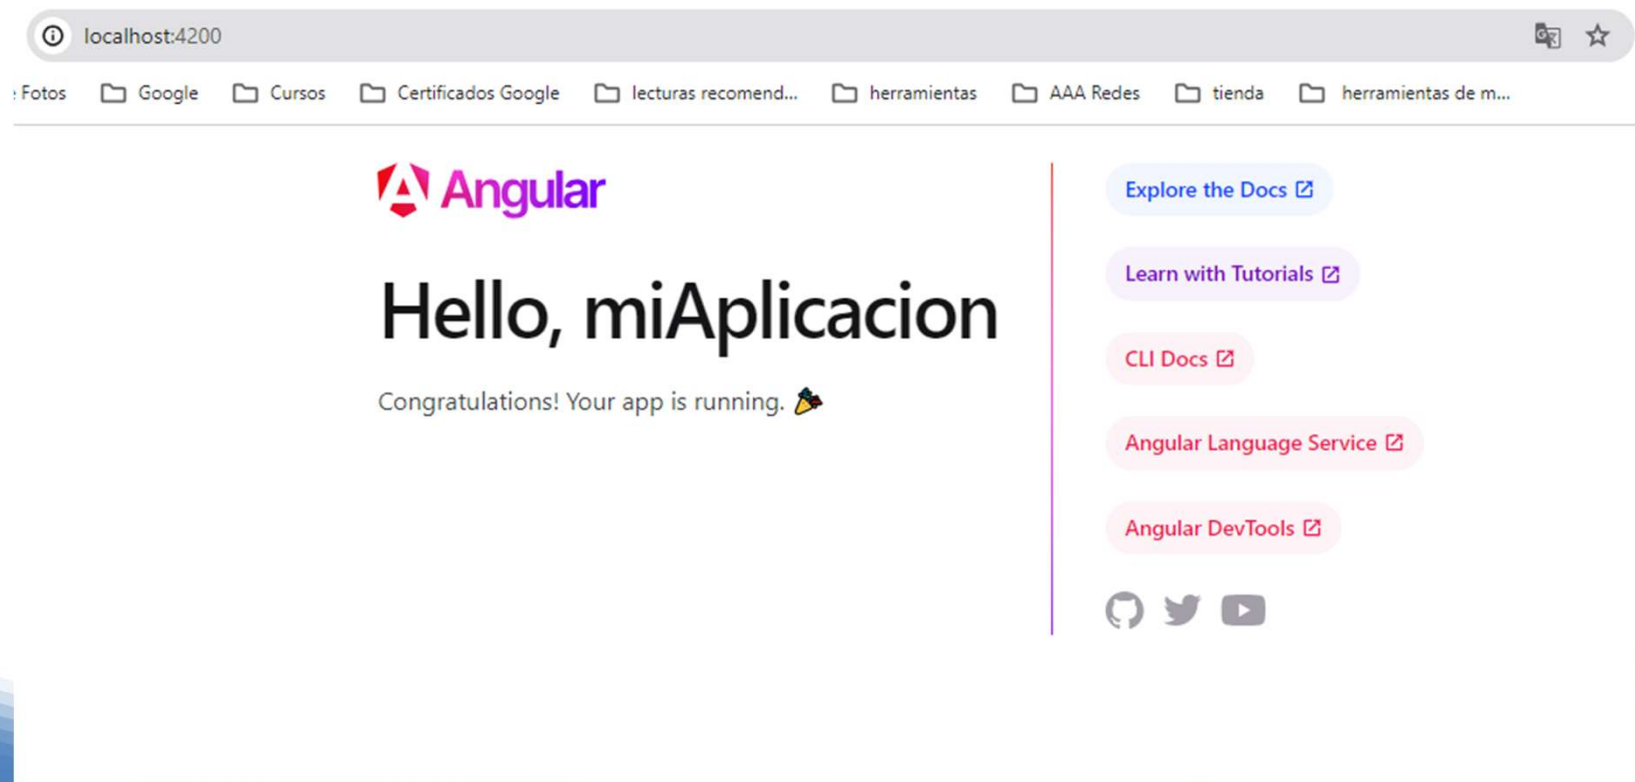 localhost:4200
Fotos Google Cursos Certificados Google lecturas recomend... herramientas AAA Redes tienda herramientas de m...
Angular
Hello, miAplicacion
Congratulations! Your app is running. 🎉
Explore the Docs
Learn with Tutorials
CLI Docs
Angular Language Service
Angular DevTools